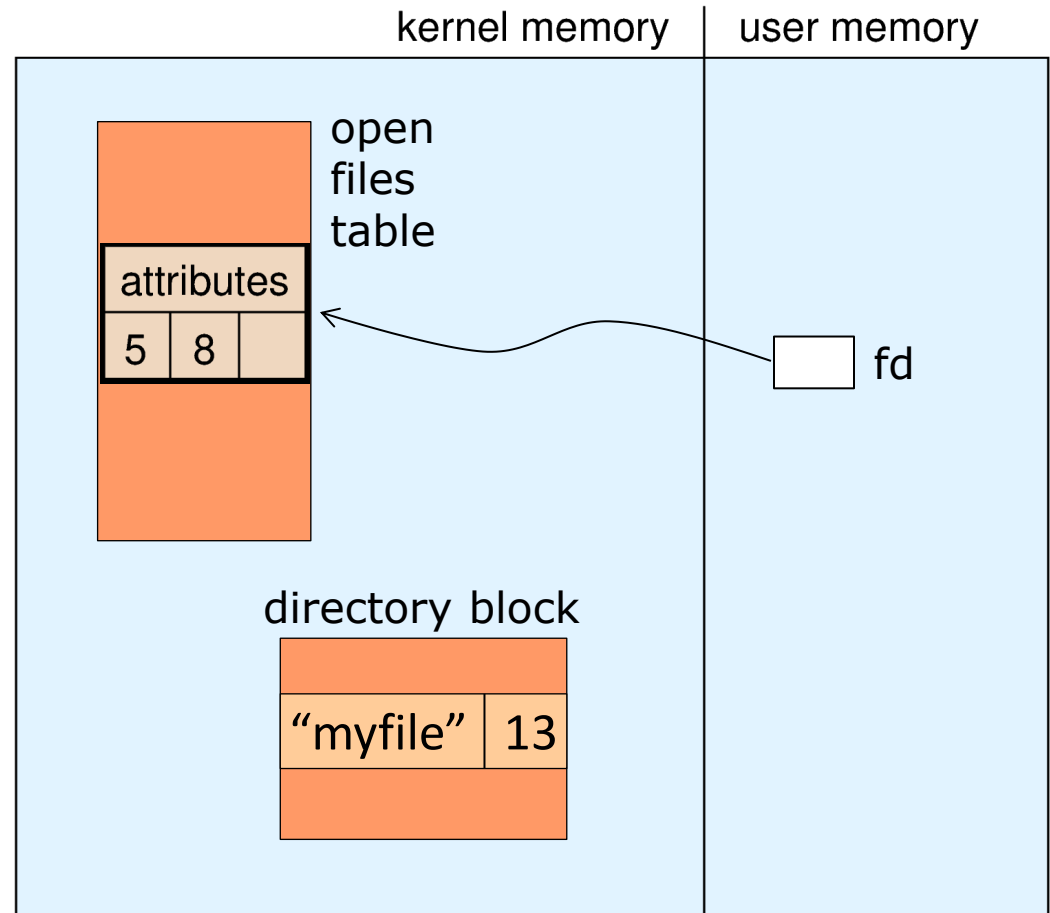 kernel memory
user memory
open
files
table
attributes
5 8
fd
directory block
“myfile” 13